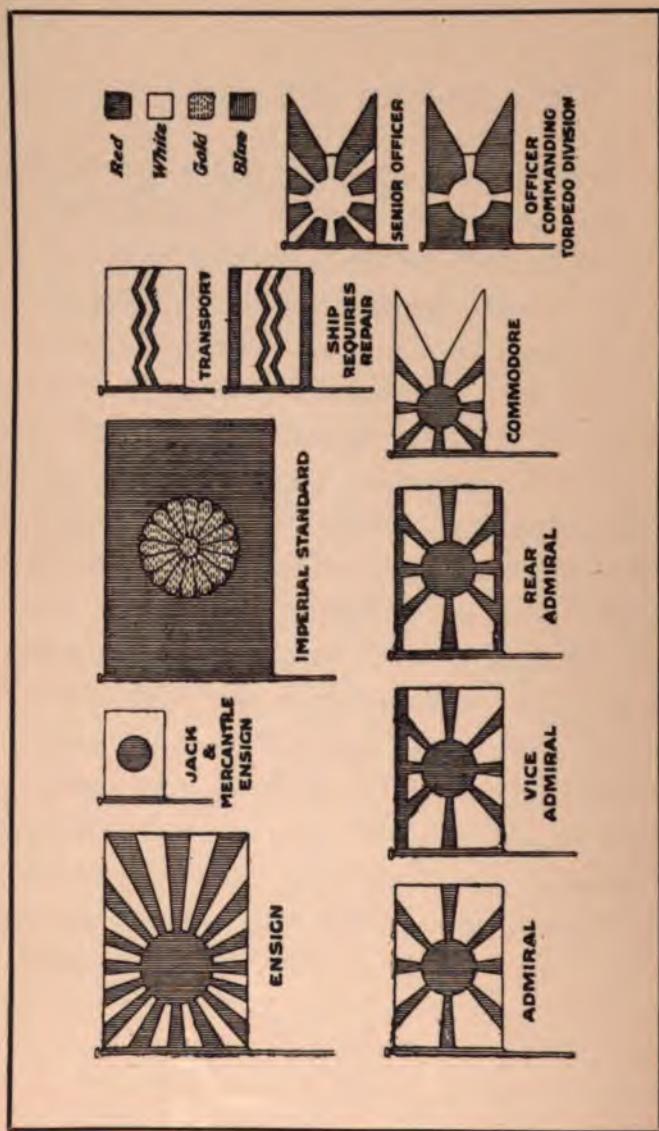 ENSIGN
JACK
&
MERCANTILE
ENSIGN
IMPERIAL STANDARD
TRANSPORT
SHIP
REQUIRES
REPAIR
Red
White
Gold
Blue
ADMIRAL
VICE
ADMIRAL
REAR
ADMIRAL
COMMODORE
SENIOR OFFICER
OFFICER
COMMANDING
TORPEDO DIVISION